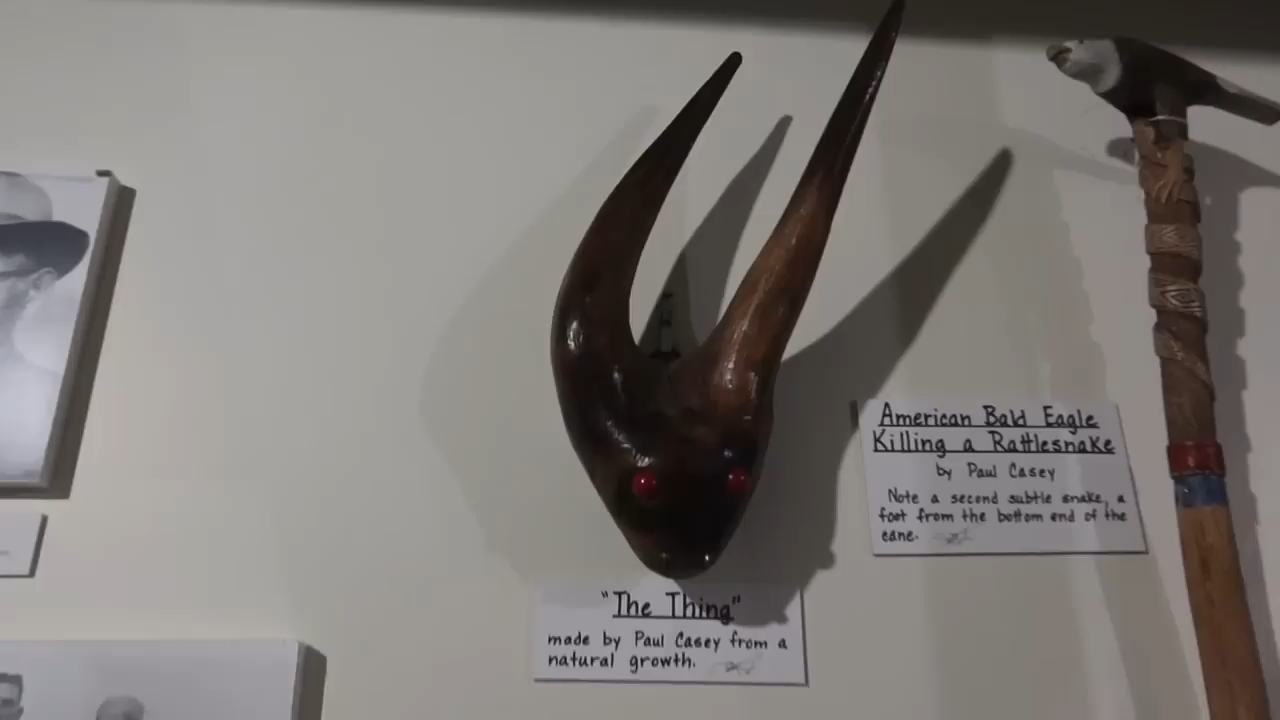 American Bald Eagle
Killing a Rattlesnake
by Paul Casey
Note a second subtle snake, a
foot from the bottom end of the
cane.
"The Thing"
made by Paul Casey from a
natural growth.